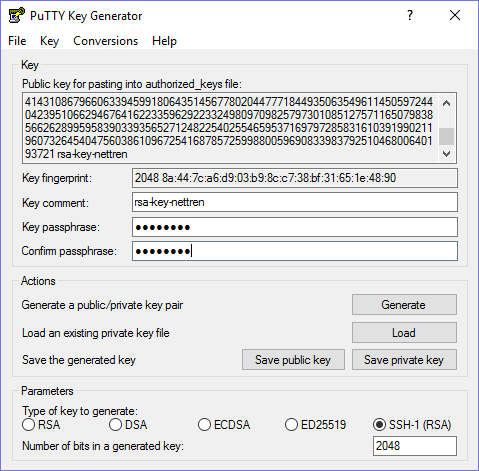 PuTTY Key Generator
File Key Conversions Help
Key
Public key for pasting into authorized_keys file:
41431086796606339459918064351456778020447771844935063549611450597244
04239510662946764162233596292233249809709825797301085127571165079838
566262899595839033935652712482254025546595371697972858316103919902119
607326454047560386109672541687857259988005969083398379251046800640193721 rsa-key-nettren
Key fingerprint: 2048 8a:44:7c:a6:d9:03:b9:8c:c7:38:bf:31:65:1e:48:90
Key comment: rsa-key-nettren
Key passphrase: ●●●●●●●●
Confirm passphrase: ●●●●●●●●
Actions
Generate a public/private key pair Generate
Load an existing private key file Load
Save the generated key Save public key Save private key
Parameters
Type of key to generate:
RSA DSA ECDSA ED25519 SSH-1 (RSA)
Number of bits in a generated key: 2048